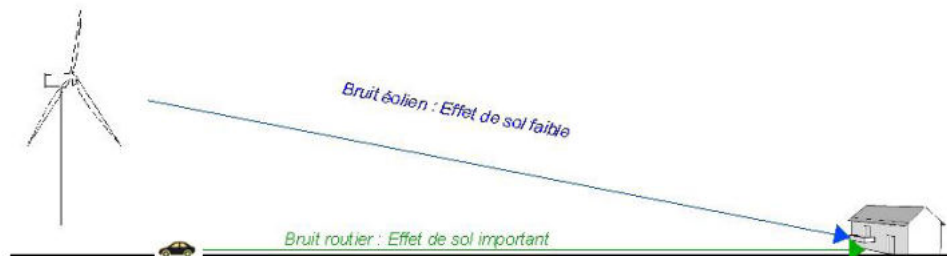 Bruit éolien : Effet de sol faible
Bruit routier : Effet de sol important